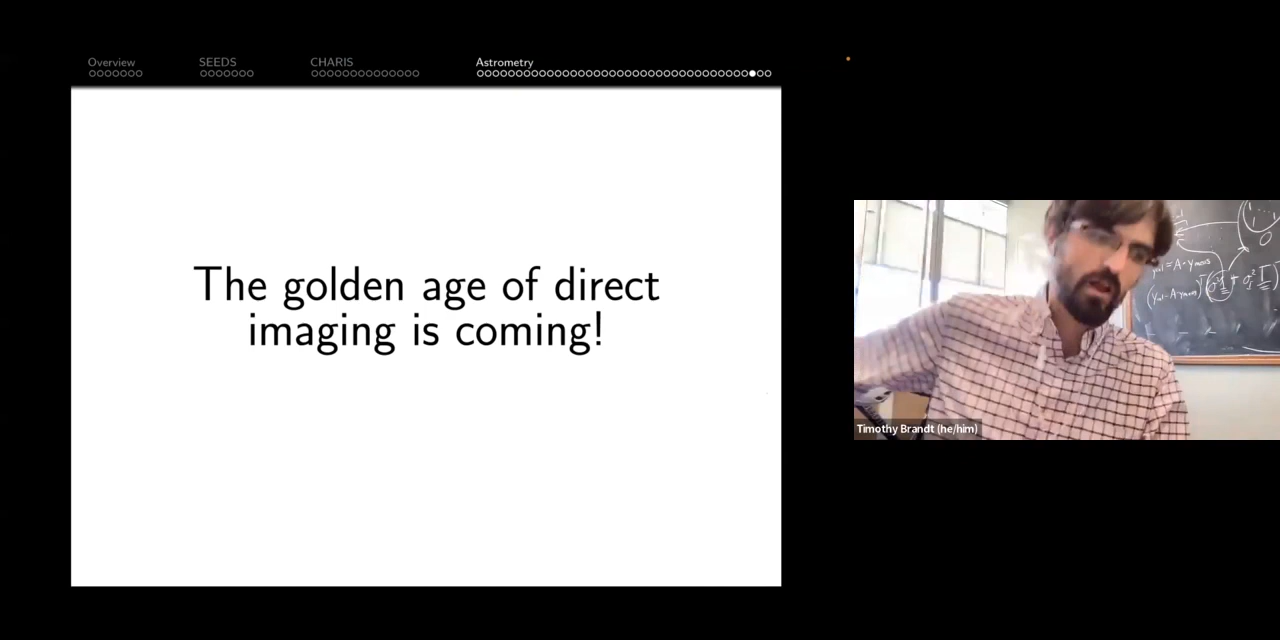 Overview SEEDS CHARIS Astrometry
The golden age of direct
imaging is coming!
Timothy Brandt (he/him)